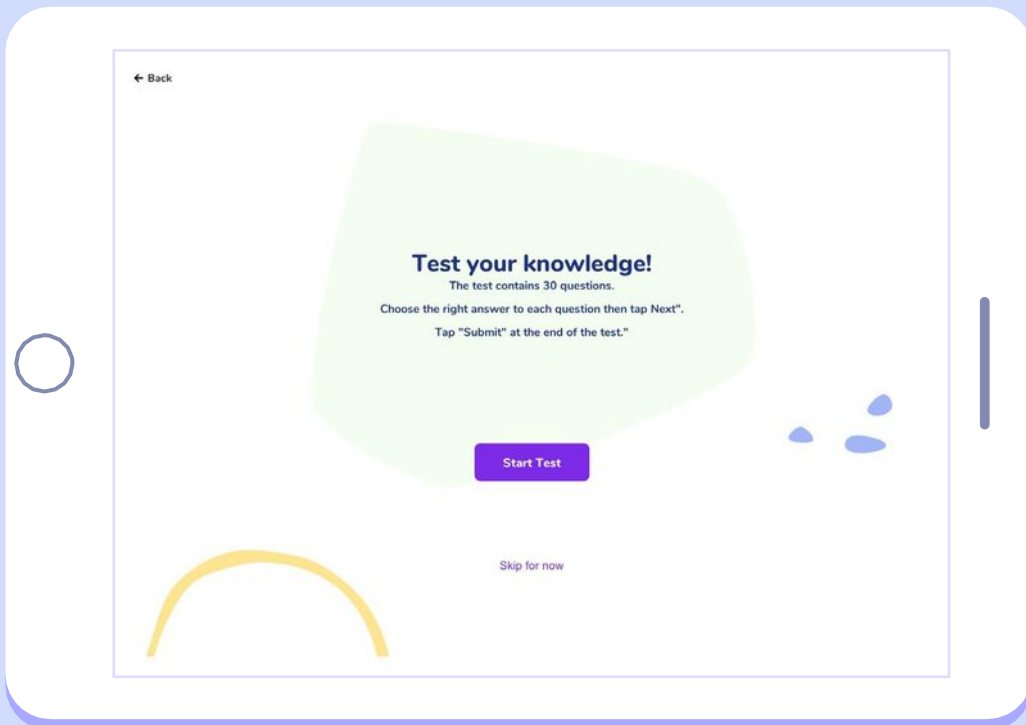 ← Back
Test your knowledge!
The test contains 30 questions.
Choose the right answer to each question then tap Next".
Tap "Submit" at the end of the test."
Start Test
Skip for now